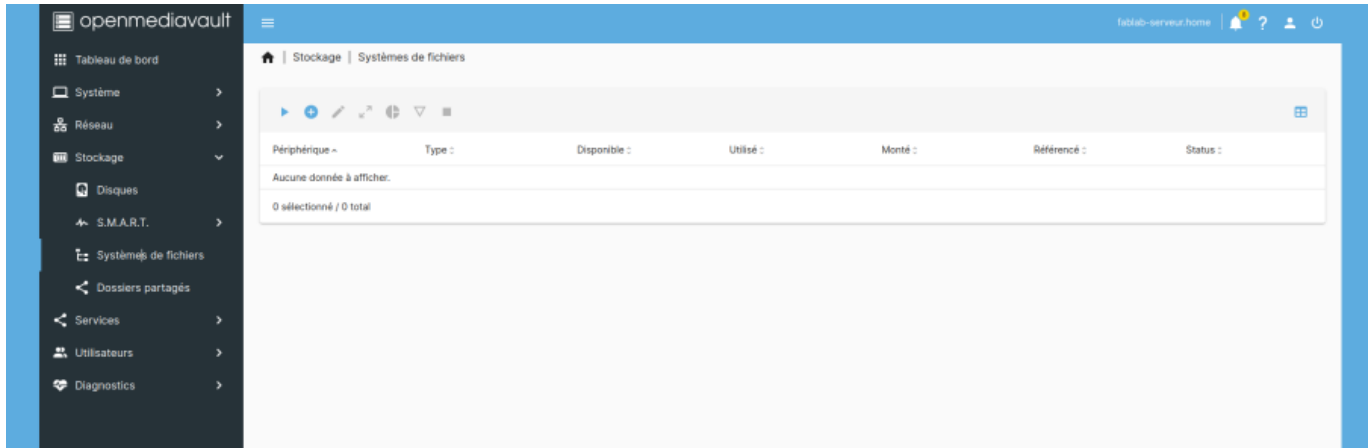 openmediavault
fablab-serveur.home
?
Tableau de bord
Stockage | Systèmes de fichiers
Système
Réseau
Stockage
Disques
S.M.A.R.T.
Systèmes de fichiers
Dossiers partagés
Services
Utilisateurs
Diagnostics
Périphérique Type Disponible Utilisé Monté Référencé Status
Aucune donnée à afficher.
0 sélectionné / 0 total